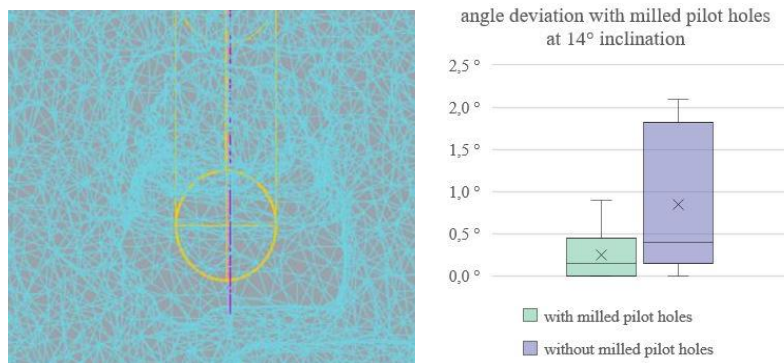 angle deviation with milled pilot holes
at 14° inclination
2,5 °
2,0 °
1,5 °
1,0 °
0,5 °
0,0 °
with milled pilot holes
without milled pilot holes